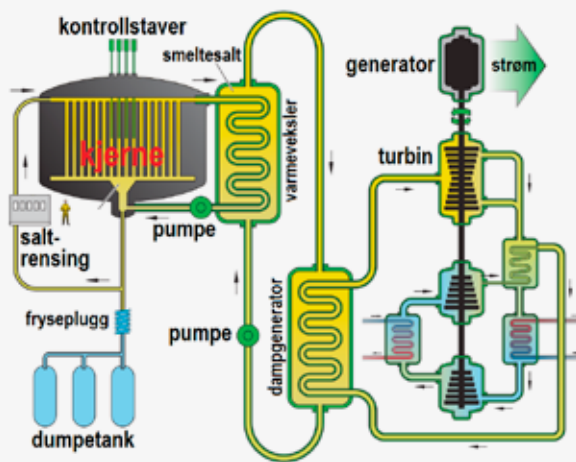 kontrollstaver
smeltesalt
generator
strøm
kjerne
varmeveksler
turbin
pumpe
salt-
rensing
fryseplugg
pumpe
dampgenerator
dumpetank